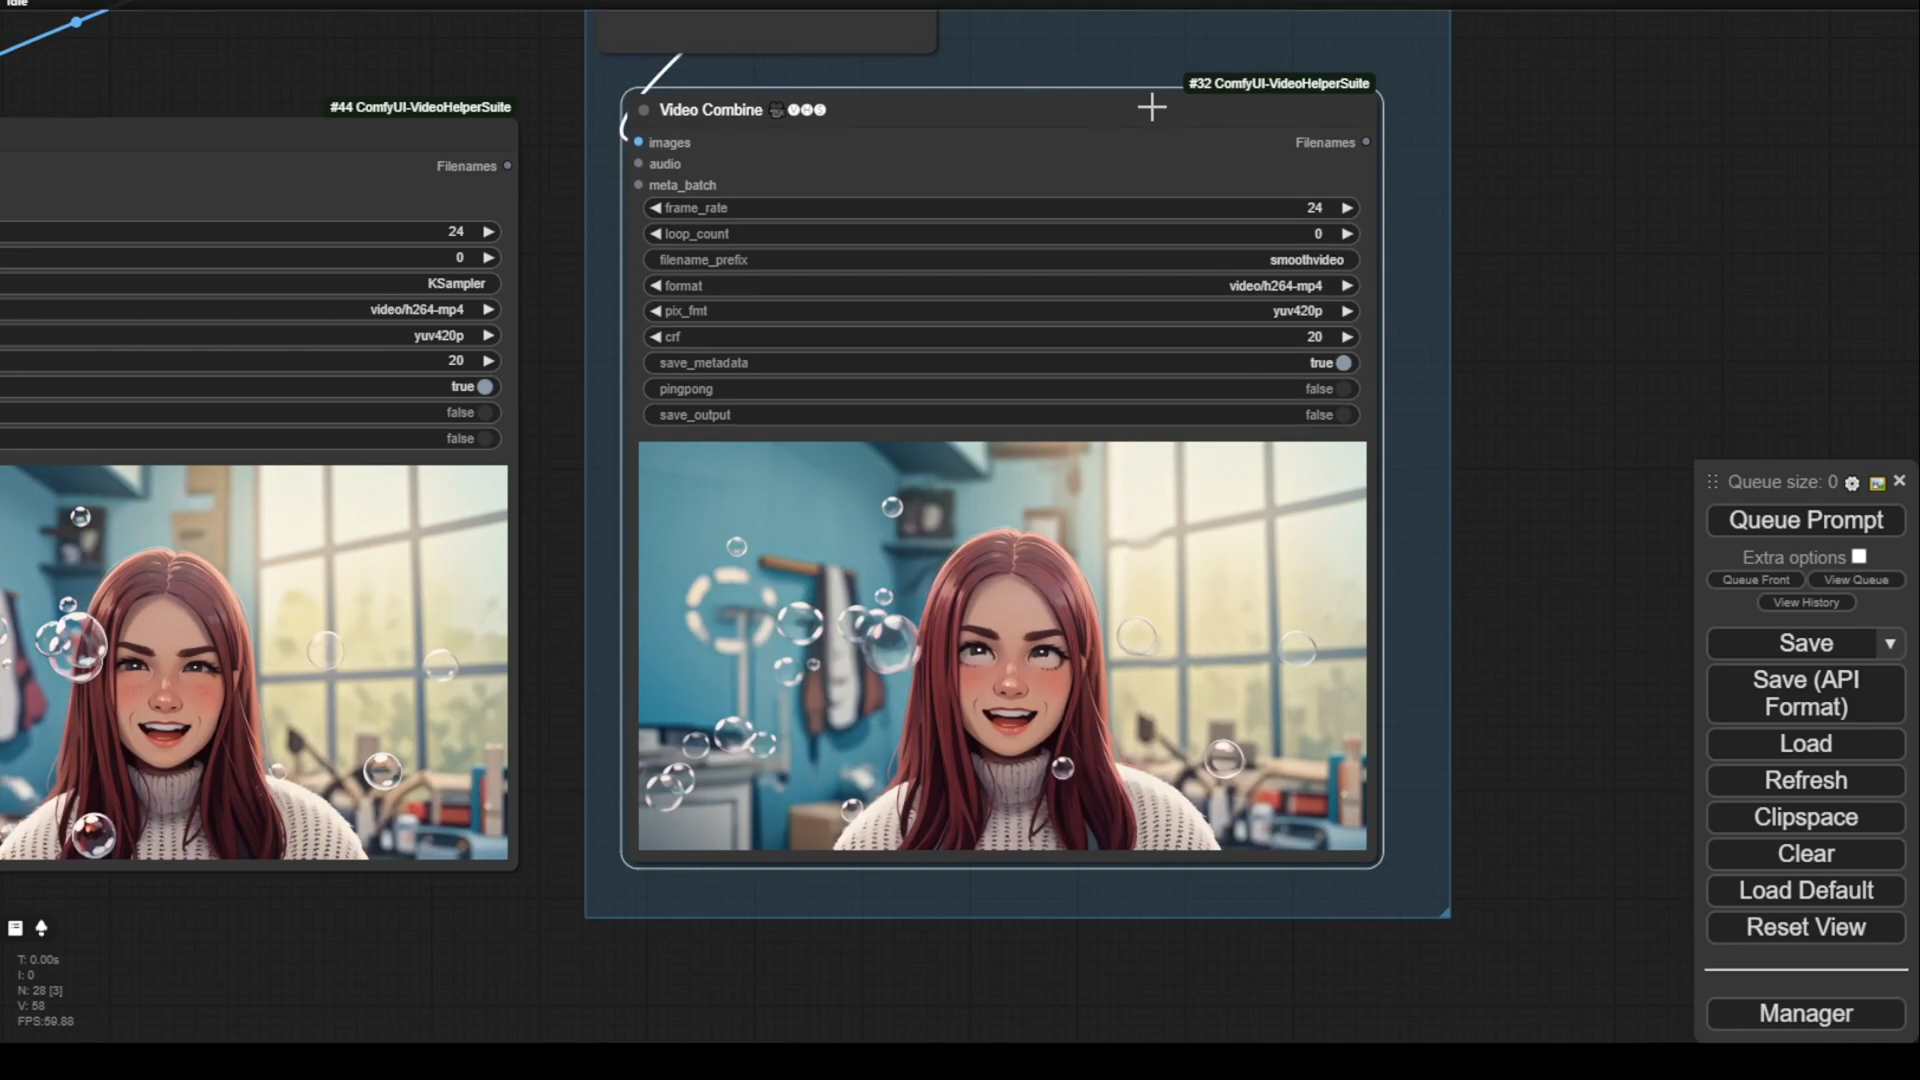 Idle
#44 ComfyUI-VideoHelperSuite
Filenames
24
0
KSampler
video/h264-mp4
yuv420p
20
true
false
false
#32 ComfyUI-VideoHelperSuite
Video Combine 🎥🅥🅗🅢
images
Filenames
audio
meta_batch
frame_rate 24
loop_count 0
filename_prefix smoothvideo
format video/h264-mp4
pix_fmt yuv420p
crf 20
save_metadata true
pingpong false
save_output false
Queue size: 0
Queue Prompt
Extra options
Queue Front View Queue
View History
Save
Save (API
Format)
Load
Refresh
Clipspace
Clear
Load Default
Reset View
Manager
T: 0.00s
I: 0
N: 28 [3]
V: 58
FPS:59.88